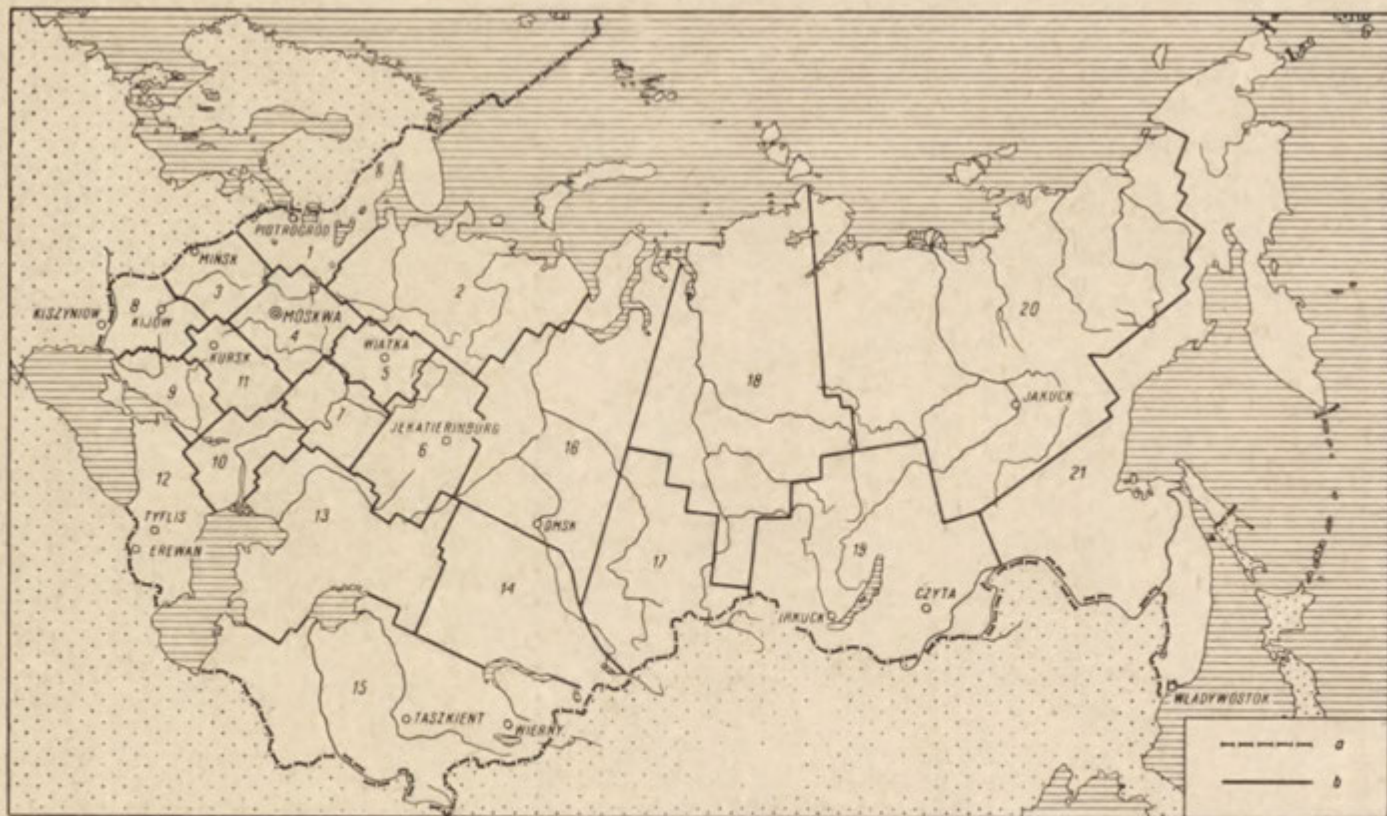 PIOTROGRÓD
1
MIŃSK
2
3
8
KIJÓW
KISZYNIÓW
MOSKWA
4
20
KURSK
WIATKA
5
9
11
18
7
JAKUCK
JEKATIERINBURG
6
16
10
12
21
13
TYFLIS
OMSK
EREWAN
17
19
14
CZYTA
IRKUCK
15
TASZKIENT
WIERNY
WŁADYWOSTOK
a
b